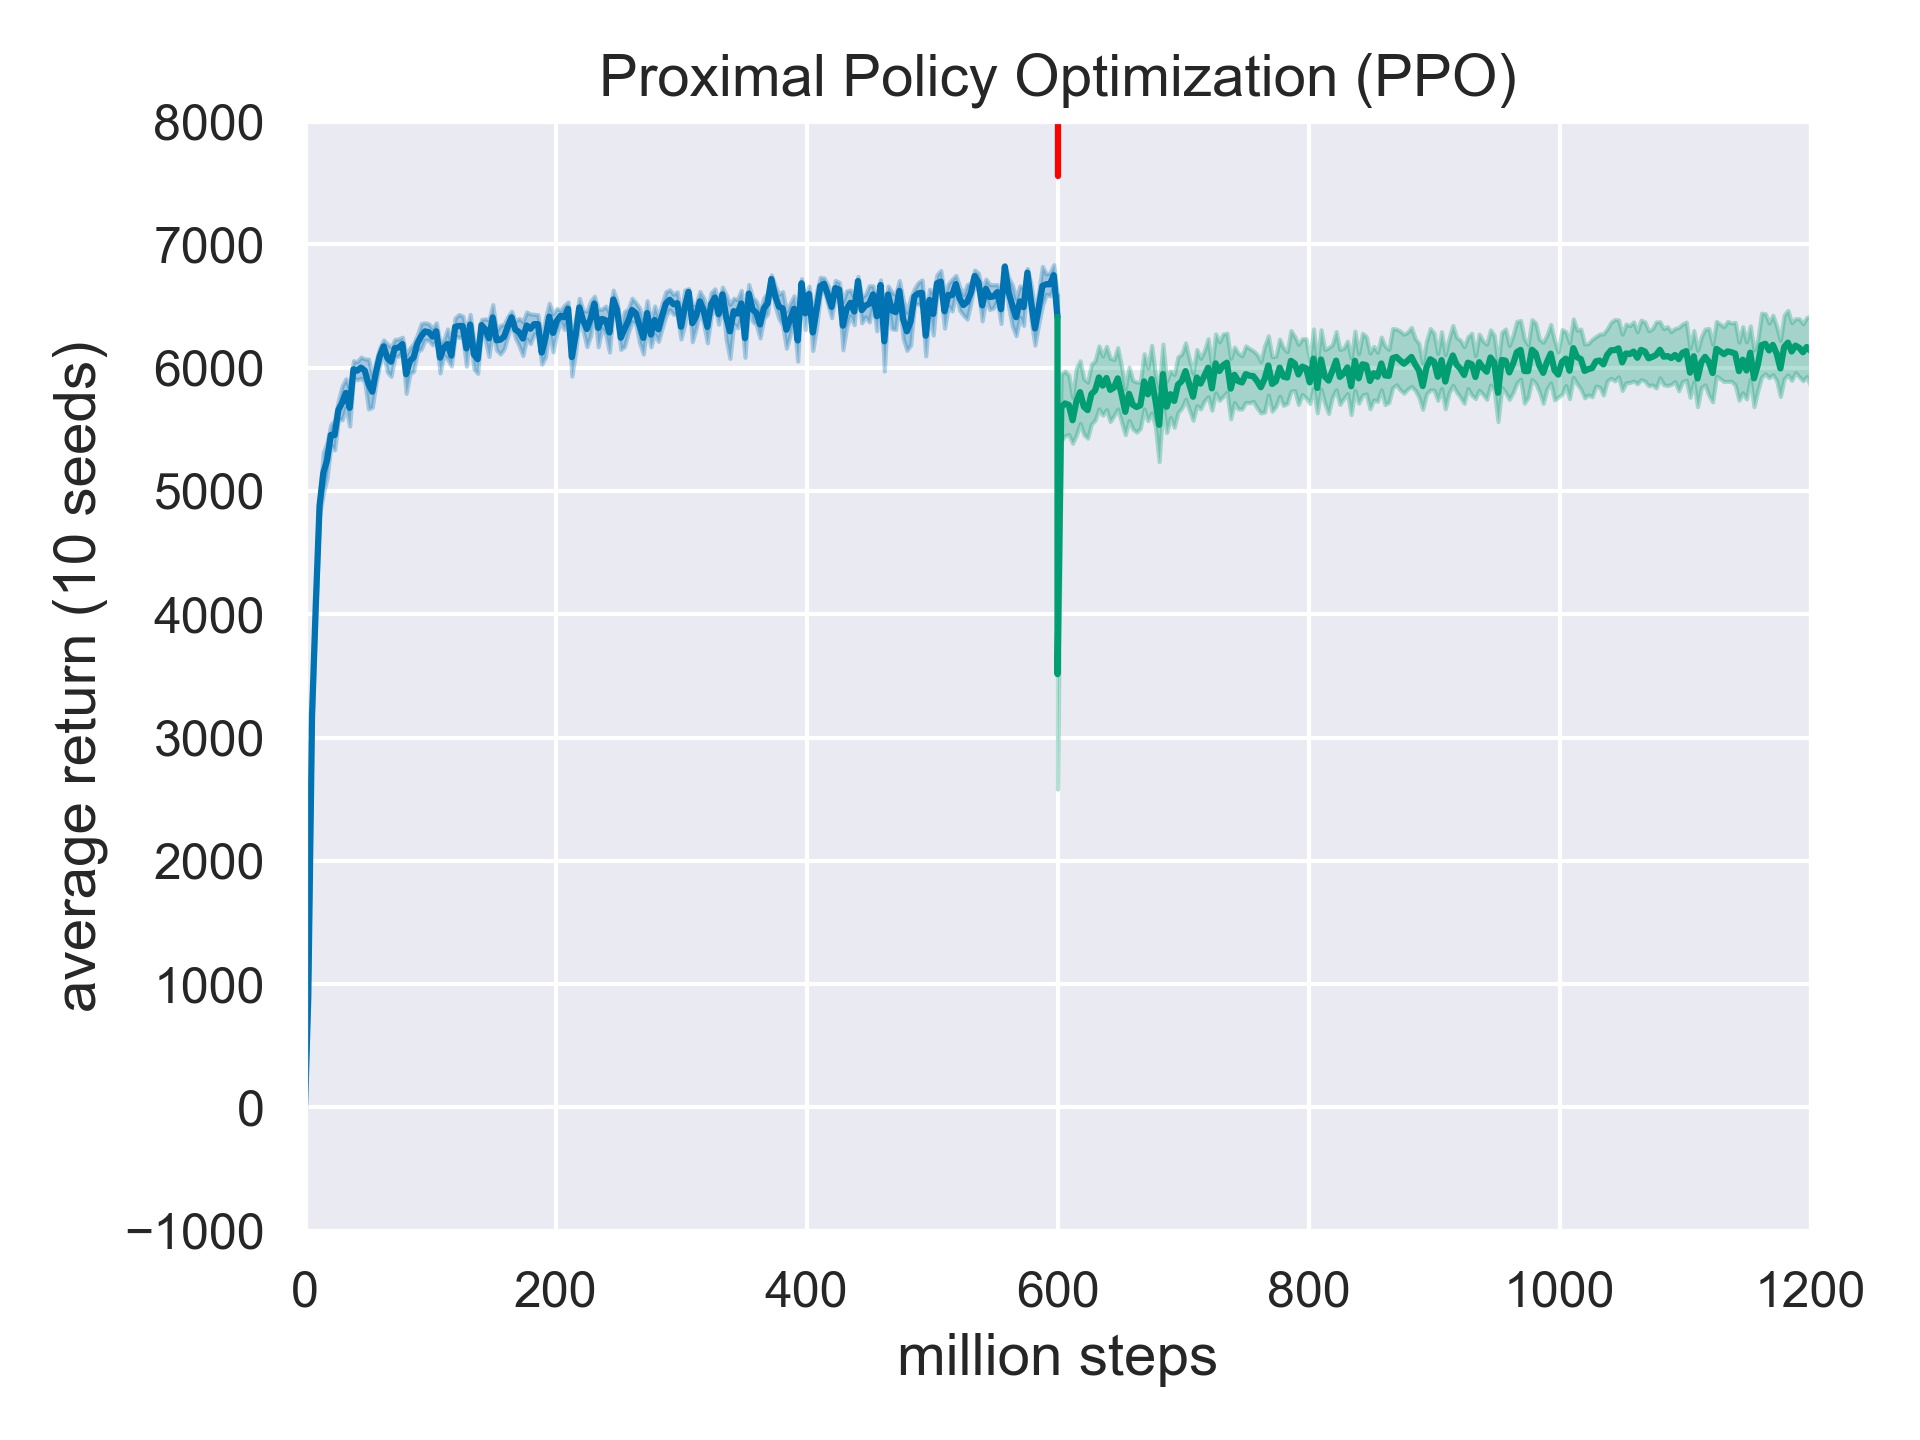 Proximal Policy Optimization (PPO)
8000
7000
6000
5000
4000
3000
2000
1000
0
−1000
average return (10 seeds)
0 200 400 600 800 1000 1200
million steps